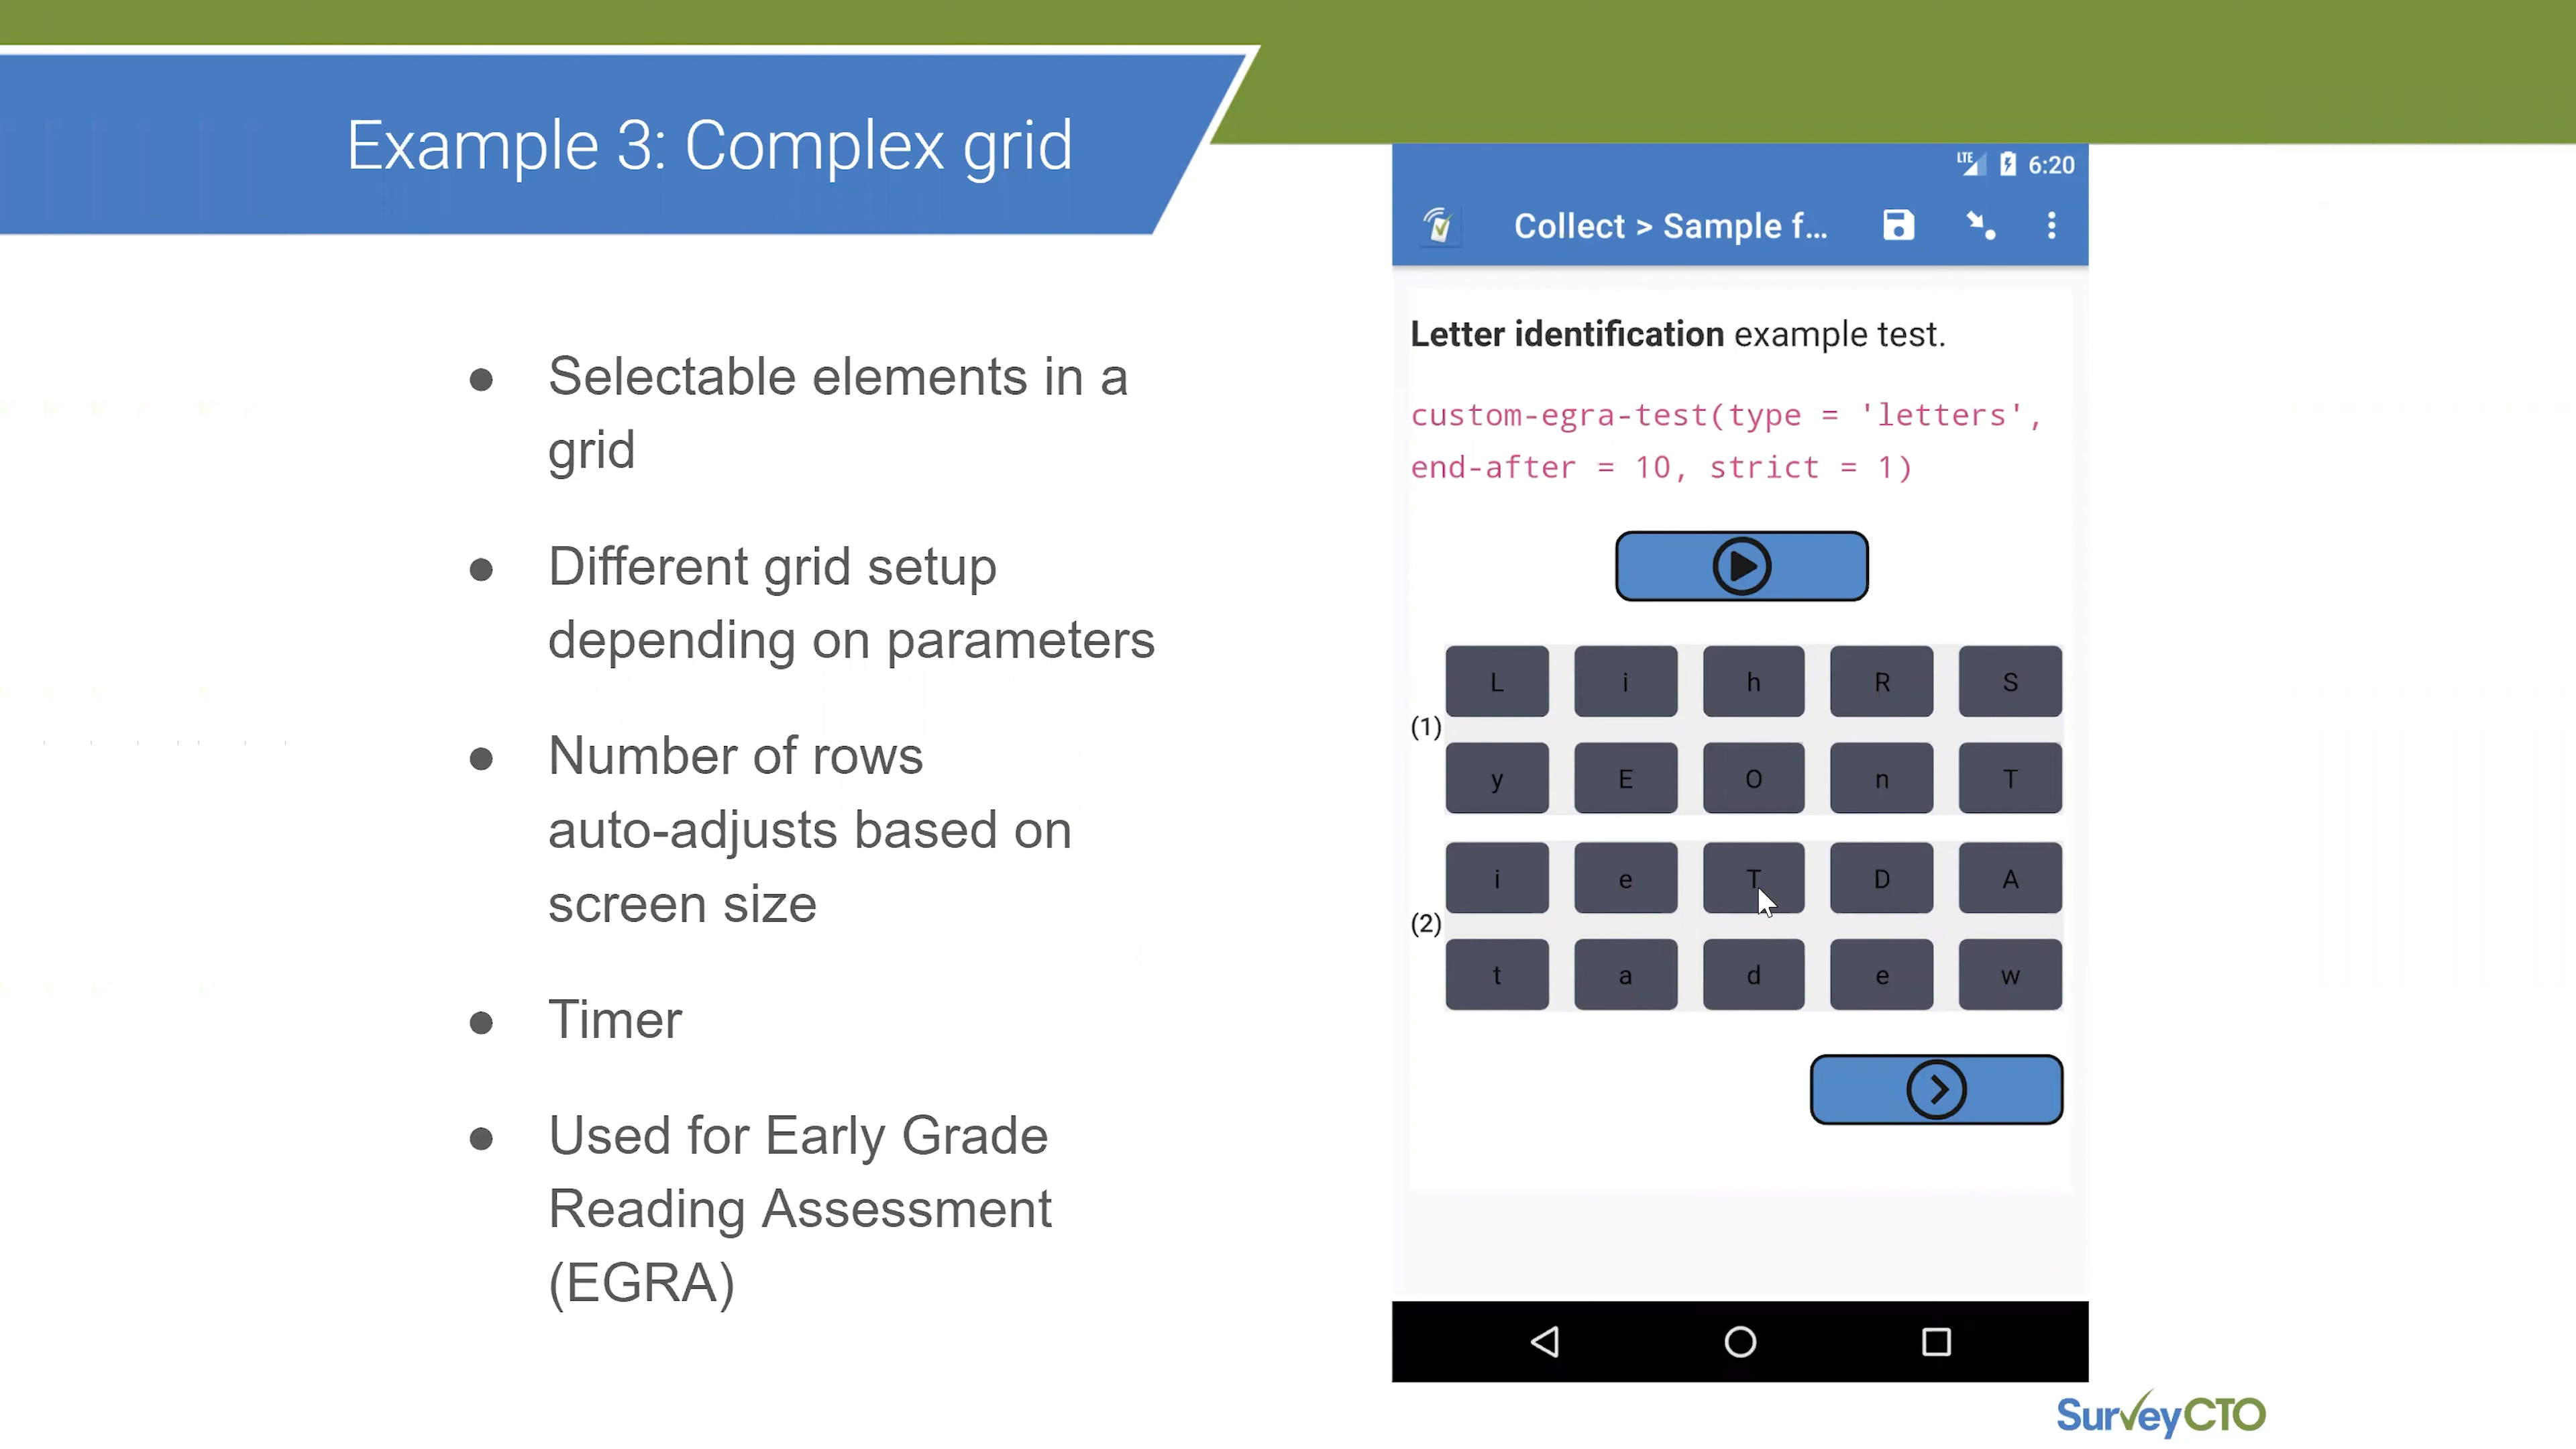 Example 3: Complex grid
● Selectable elements in a
grid
● Different grid setup
depending on parameters
● Number of rows
auto-adjusts based on
screen size
● Timer
● Used for Early Grade
Reading Assessment
(EGRA)
LTE 6:20
Collect > Sample f...
Letter identification example test.
custom-egra-test(type = 'letters',
end-after = 10, strict = 1)
L i h R S
(1)
y E O n T
i e T D A
(2)
t a d e w
SurveyCTO